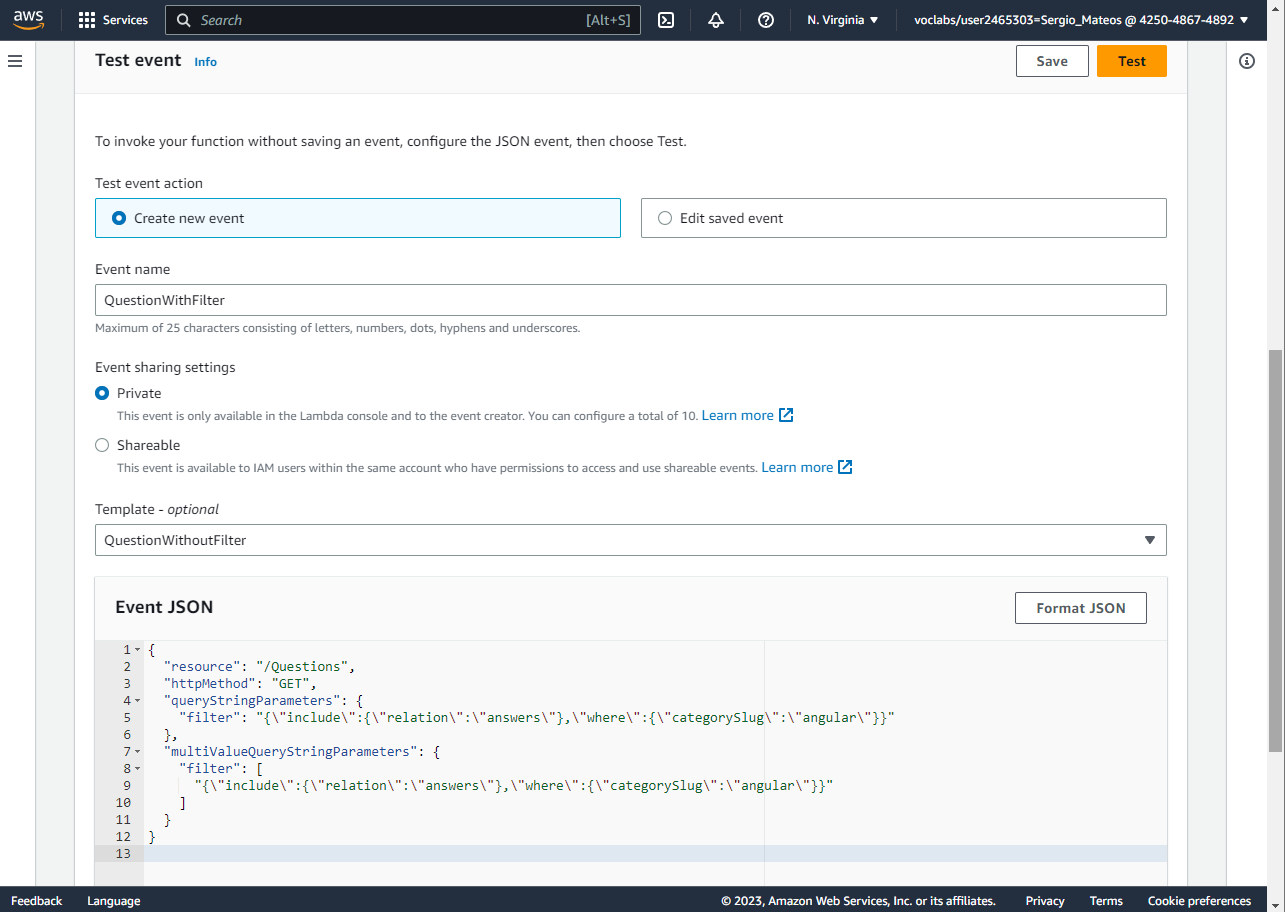 aws Services Search [Alt+S] N. Virginia voclabs/user2465303=Sergio_Mateos @ 4250-4867-4892
Test event Info Save Test
To invoke your function without saving an event, configure the JSON event, then choose Test.
Test event action
Create new event Edit saved event
Event name
QuestionWithFilter
Maximum of 25 characters consisting of letters, numbers, dots, hyphens and underscores.
Event sharing settings
Private
This event is only available in the Lambda console and to the event creator. You can configure a total of 10. Learn more
Shareable
This event is available to IAM users within the same account who have permissions to access and use shareable events. Learn more
Template - optional
QuestionWithoutFilter
Event JSON Format JSON
1 {
2 "resource": "/Questions",
3 "httpMethod": "GET",
4 "queryStringParameters": {
5 "filter": "{\"include\":{\"relation\":\"answers\"},\"where\":{\"categorySlug\":\"angular\"}}"
6 },
7 "multiValueQueryStringParameters": {
8 "filter": [
9 "{\"include\":{\"relation\":\"answers\"},\"where\":{\"categorySlug\":\"angular\"}}"
10 ]
11 }
12 }
13
Feedback Language © 2023, Amazon Web Services, Inc. or its affiliates. Privacy Terms Cookie preferences